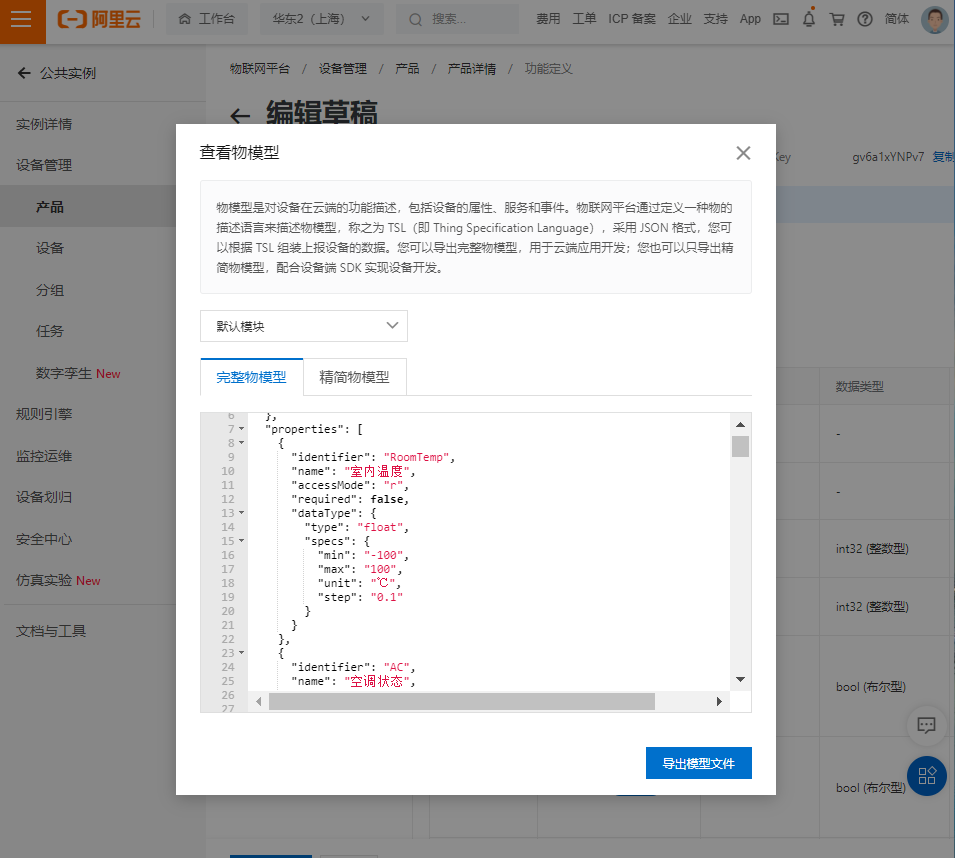 阿里云
工作台
华东2（上海）
搜索...
费用 工单 ICP 备案 企业 支持 App 简体
公共实例
实例详情
设备管理
产品
设备
分组
任务
数字孪生 New
规则引擎
监控运维
设备划归
安全中心
仿真实验 New
文档与工具
物联网平台 / 设备管理 / 产品 / 产品详情 / 功能定义
编辑草稿
gv6a1xYNPv7 复制
查看物模型
物模型是对设备在云端的功能描述，包括设备的属性、服务和事件。物联网平台通过定义一种物的
描述语言来描述物模型，称之为 TSL（即 Thing Specification Language），采用 JSON 格式，您可
以根据 TSL 组装上报设备的数据。您可以导出完整物模型，用于云端应用开发；您也可以只导出精
简物模型，配合设备端 SDK 实现设备开发。
默认模块
完整物模型 精简物模型
6 },
7 "properties": [
8 {
9 "identifier": "RoomTemp",
10 "name": "室内温度",
11 "accessMode": "r",
12 "required": false,
13 "dataType": {
14 "type": "float",
15 "specs": {
16 "min": "-100",
17 "max": "100",
18 "unit": "℃",
19 "step": "0.1"
20 }
21 }
22 },
23 {
24 "identifier": "AC",
25 "name": "空调状态",
26
27
导出模型文件
数据类型
-
-
int32 (整数型)
int32 (整数型)
bool (布尔型)
bool (布尔型)